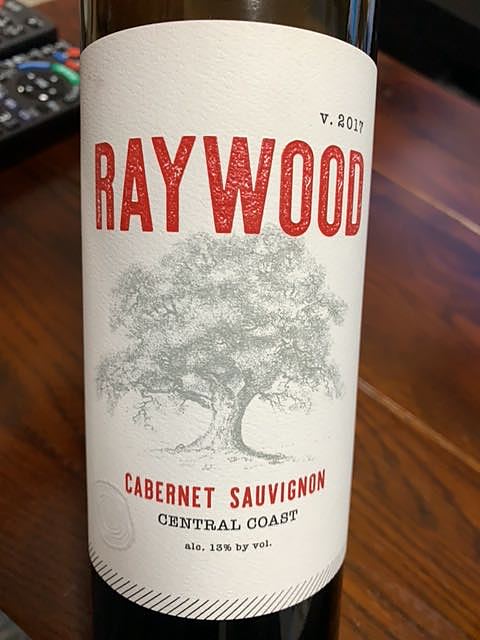 V. 2017
RAYWOOD
CABERNET SAUVIGNON
CENTRAL COAST
alc. 13% by vol.